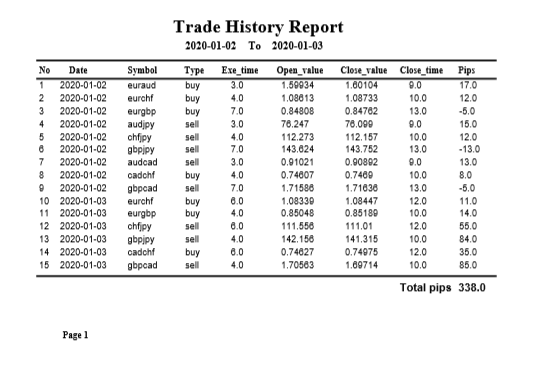 Trade History Report
2020-01-02 To 2020-01-03
No Date Symbol Type Exe_time Open_value Close_value Close_time Pips
1 2020-01-02 euraud buy 3.0 1.59934 1.60104 9.0 17.0
2 2020-01-02 eurchf buy 4.0 1.08613 1.08733 10.0 12.0
3 2020-01-02 eurgbp buy 7.0 0.84808 0.84762 13.0 -5.0
4 2020-01-02 audjpy sell 3.0 76.247 76.099 9.0 15.0
5 2020-01-02 chfjpy sell 4.0 112.273 112.157 10.0 12.0
6 2020-01-02 gbpjpy sell 7.0 143.624 143.752 13.0 -13.0
7 2020-01-02 audcad sell 3.0 0.91021 0.90892 9.0 13.0
8 2020-01-02 cadchf buy 4.0 0.74607 0.7469 10.0 8.0
9 2020-01-02 gbpcad sell 7.0 1.71586 1.71636 13.0 -5.0
10 2020-01-03 eurchf buy 6.0 1.08339 1.08447 12.0 11.0
11 2020-01-03 eurgbp buy 4.0 0.85048 0.85189 10.0 14.0
12 2020-01-03 chfjpy sell 6.0 111.556 111.01 12.0 55.0
13 2020-01-03 gbpjpy sell 4.0 142.156 141.315 10.0 84.0
14 2020-01-03 cadchf buy 6.0 0.74627 0.74975 12.0 35.0
15 2020-01-03 gbpcad sell 4.0 1.70563 1.69714 10.0 85.0
Total pips 338.0
Page 1